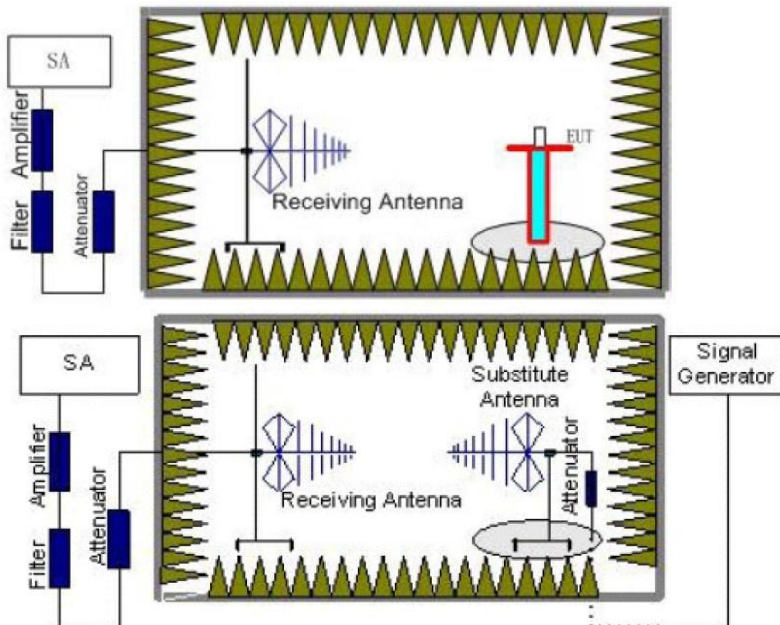 SA
Amplifier
Filter
Attenuator
Receiving Antenna
EUT
SA
Amplifier
Filter
Attenuator
Receiving Antenna
Substitute
Antenna
Attenuator
Signal
Generator